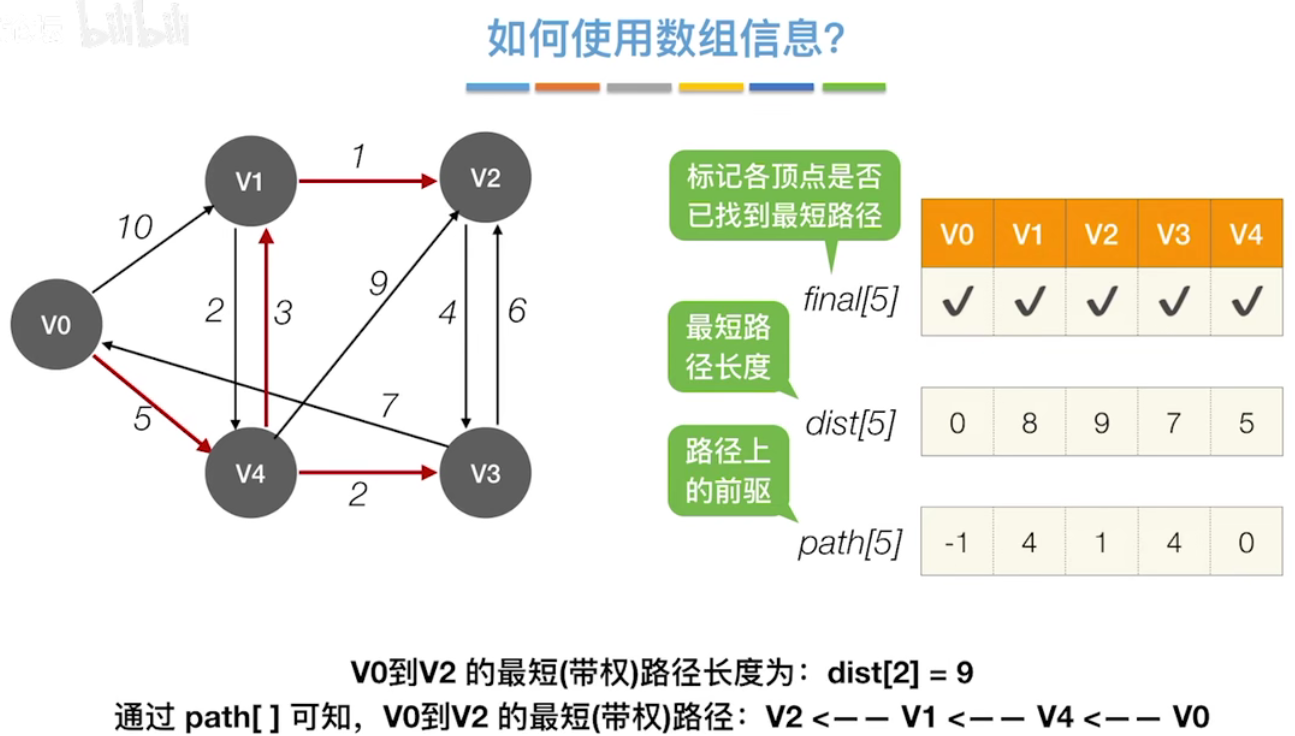 bilibili
如何使用数组信息?
V1
1
V2
10
9
2
3
4
6
V0
5
7
V4
2
V3
标记各顶点是否
已找到最短路径
V0 V1 V2 V3 V4
final[5] ✓ ✓ ✓ ✓ ✓
最短路
径长度
dist[5] 0 8 9 7 5
路径上
的前驱
path[5] -1 4 1 4 0
V0到V2 的最短(带权)路径长度为：dist[2] = 9
通过 path[ ] 可知，V0到V2 的最短(带权)路径：V2 <—— V1 <—— V4 <—— V0